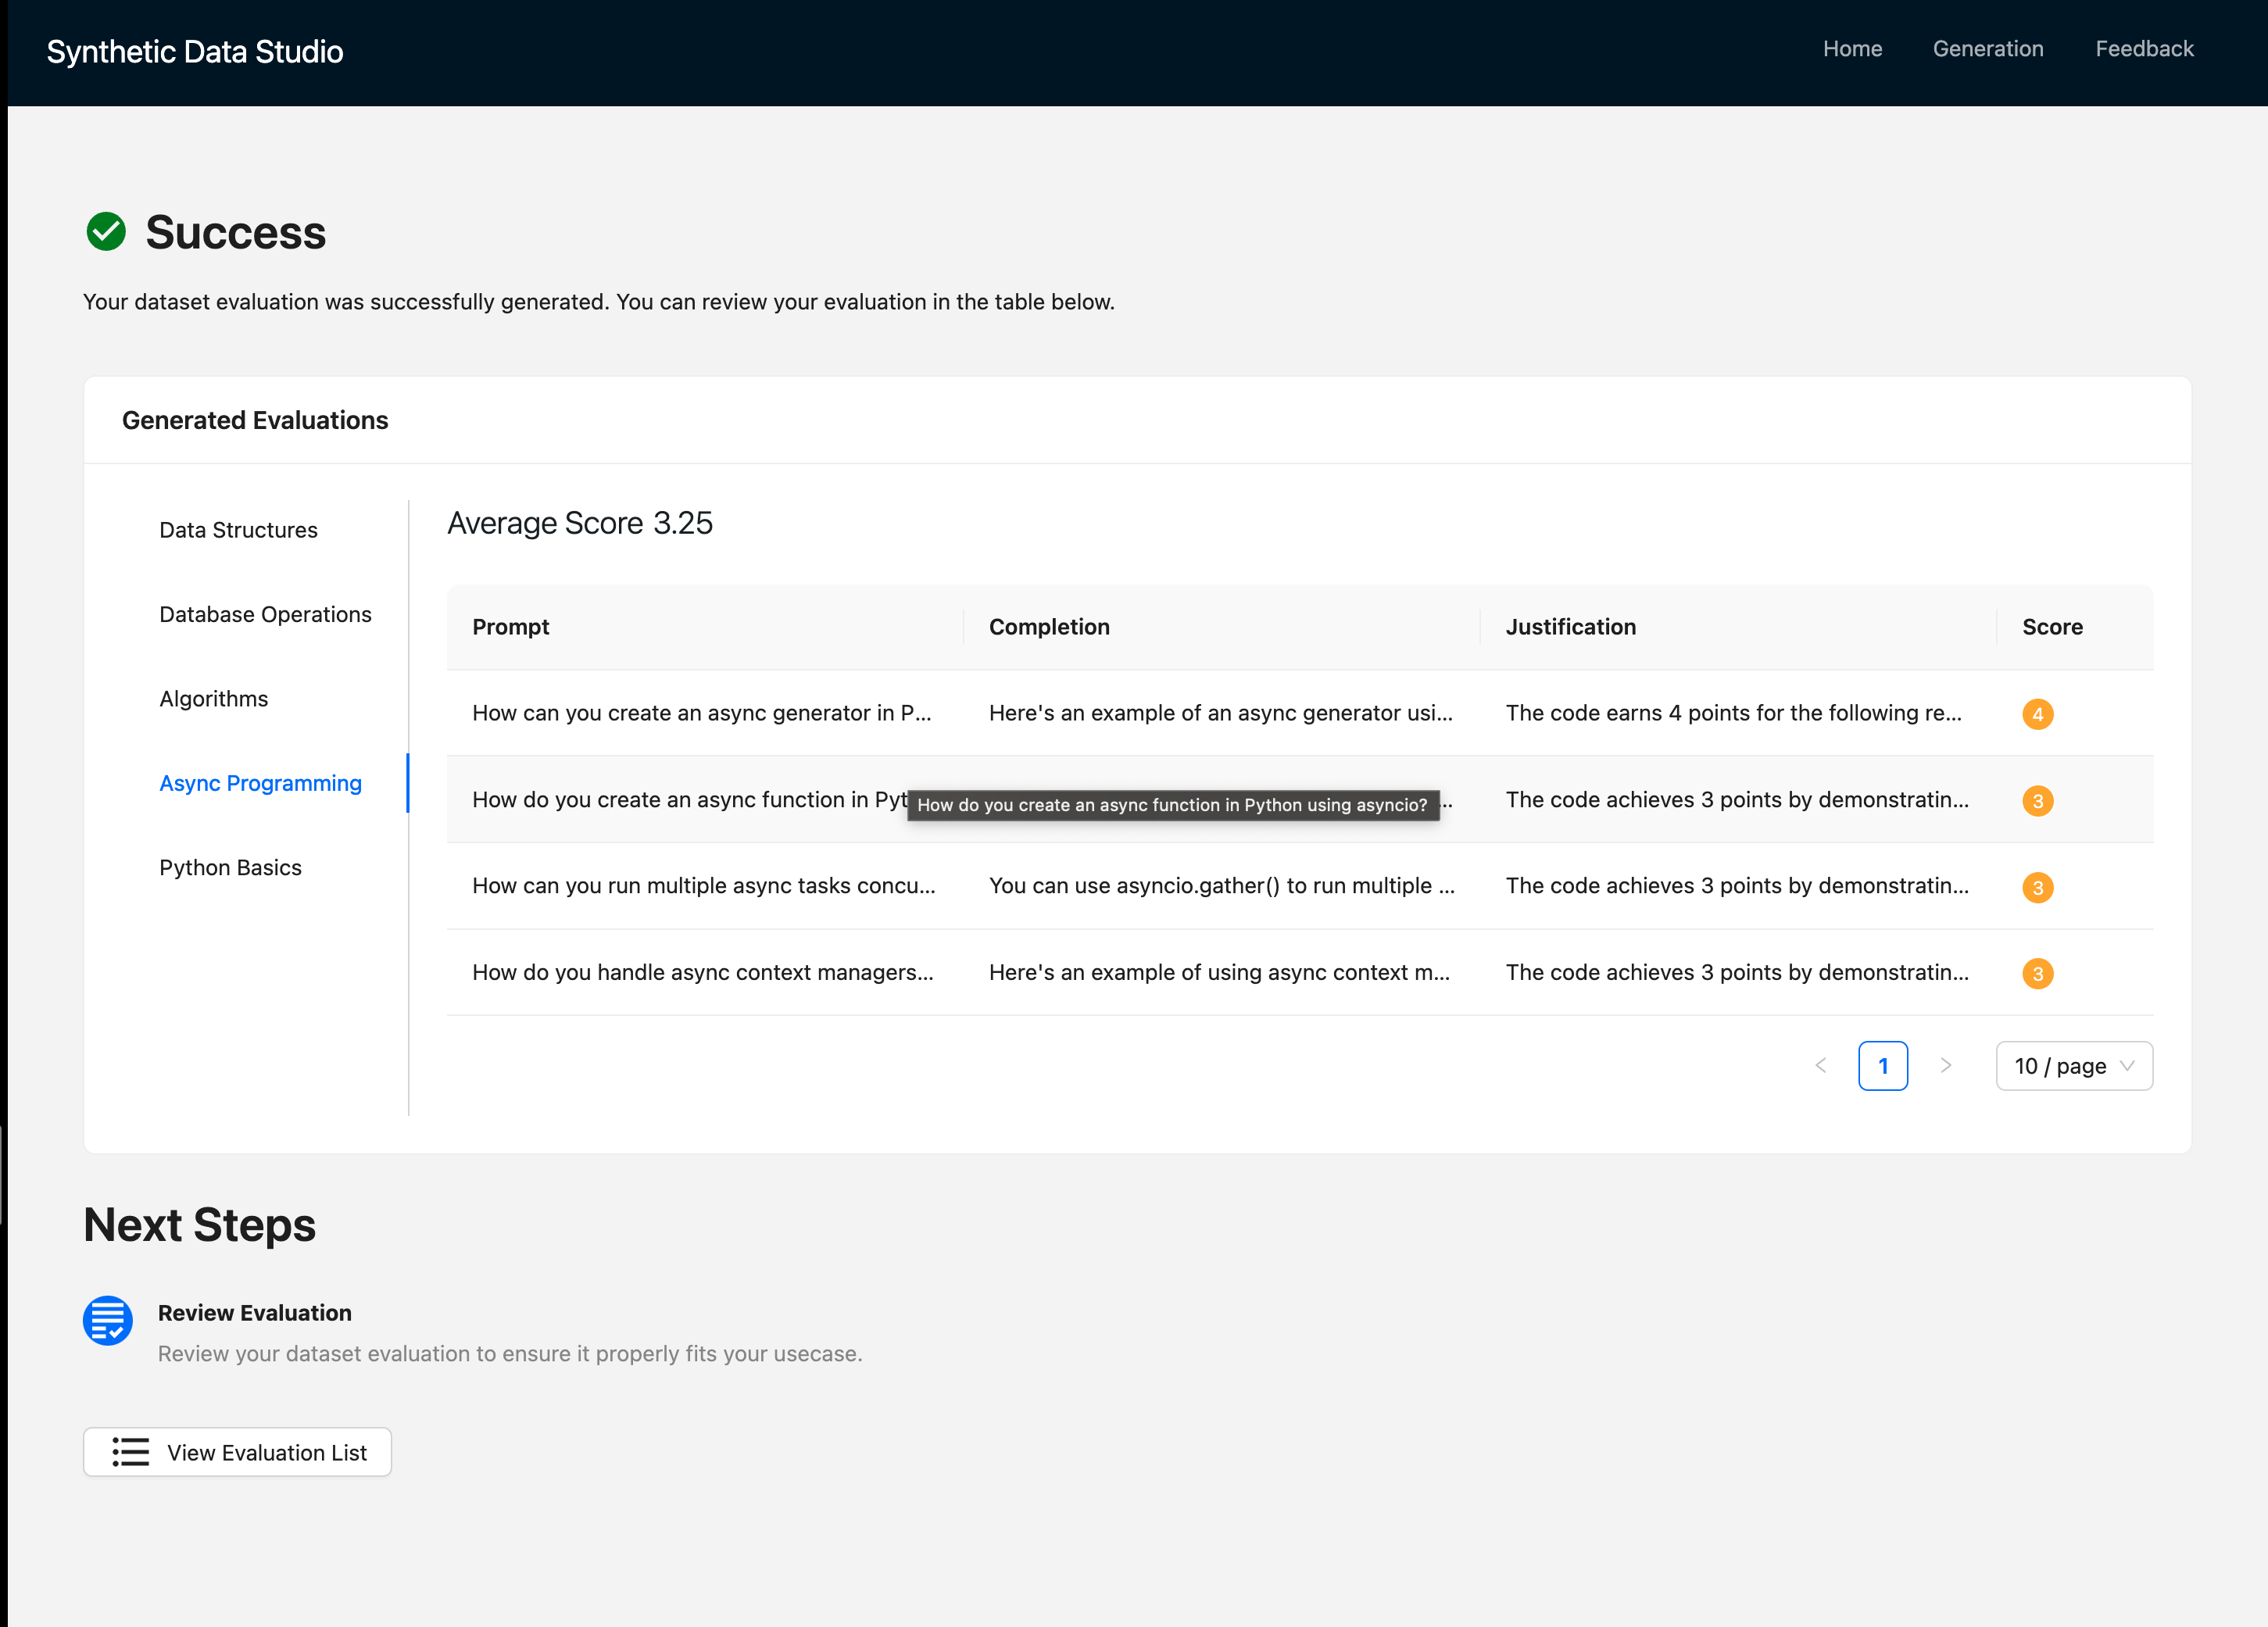 Synthetic Data Studio
Home Generation Feedback
Success
Your dataset evaluation was successfully generated. You can review your evaluation in the table below.
Generated Evaluations
Data Structures
Database Operations
Algorithms
Async Programming
Python Basics
Average Score 3.25
Prompt Completion Justification Score
How can you create an async generator in P... Here's an example of an async generator usi... The code earns 4 points for the following re... 4
How do you create an async function in Pyt ... The code achieves 3 points by demonstratin... 3
How do you create an async function in Python using asyncio?
How can you run multiple async tasks concu... You can use asyncio.gather() to run multiple ... The code achieves 3 points by demonstratin... 3
How do you handle async context managers... Here's an example of using async context m... The code achieves 3 points by demonstratin... 3
< 1 > 10 / page
Next Steps
Review Evaluation
Review your dataset evaluation to ensure it properly fits your usecase.
View Evaluation List